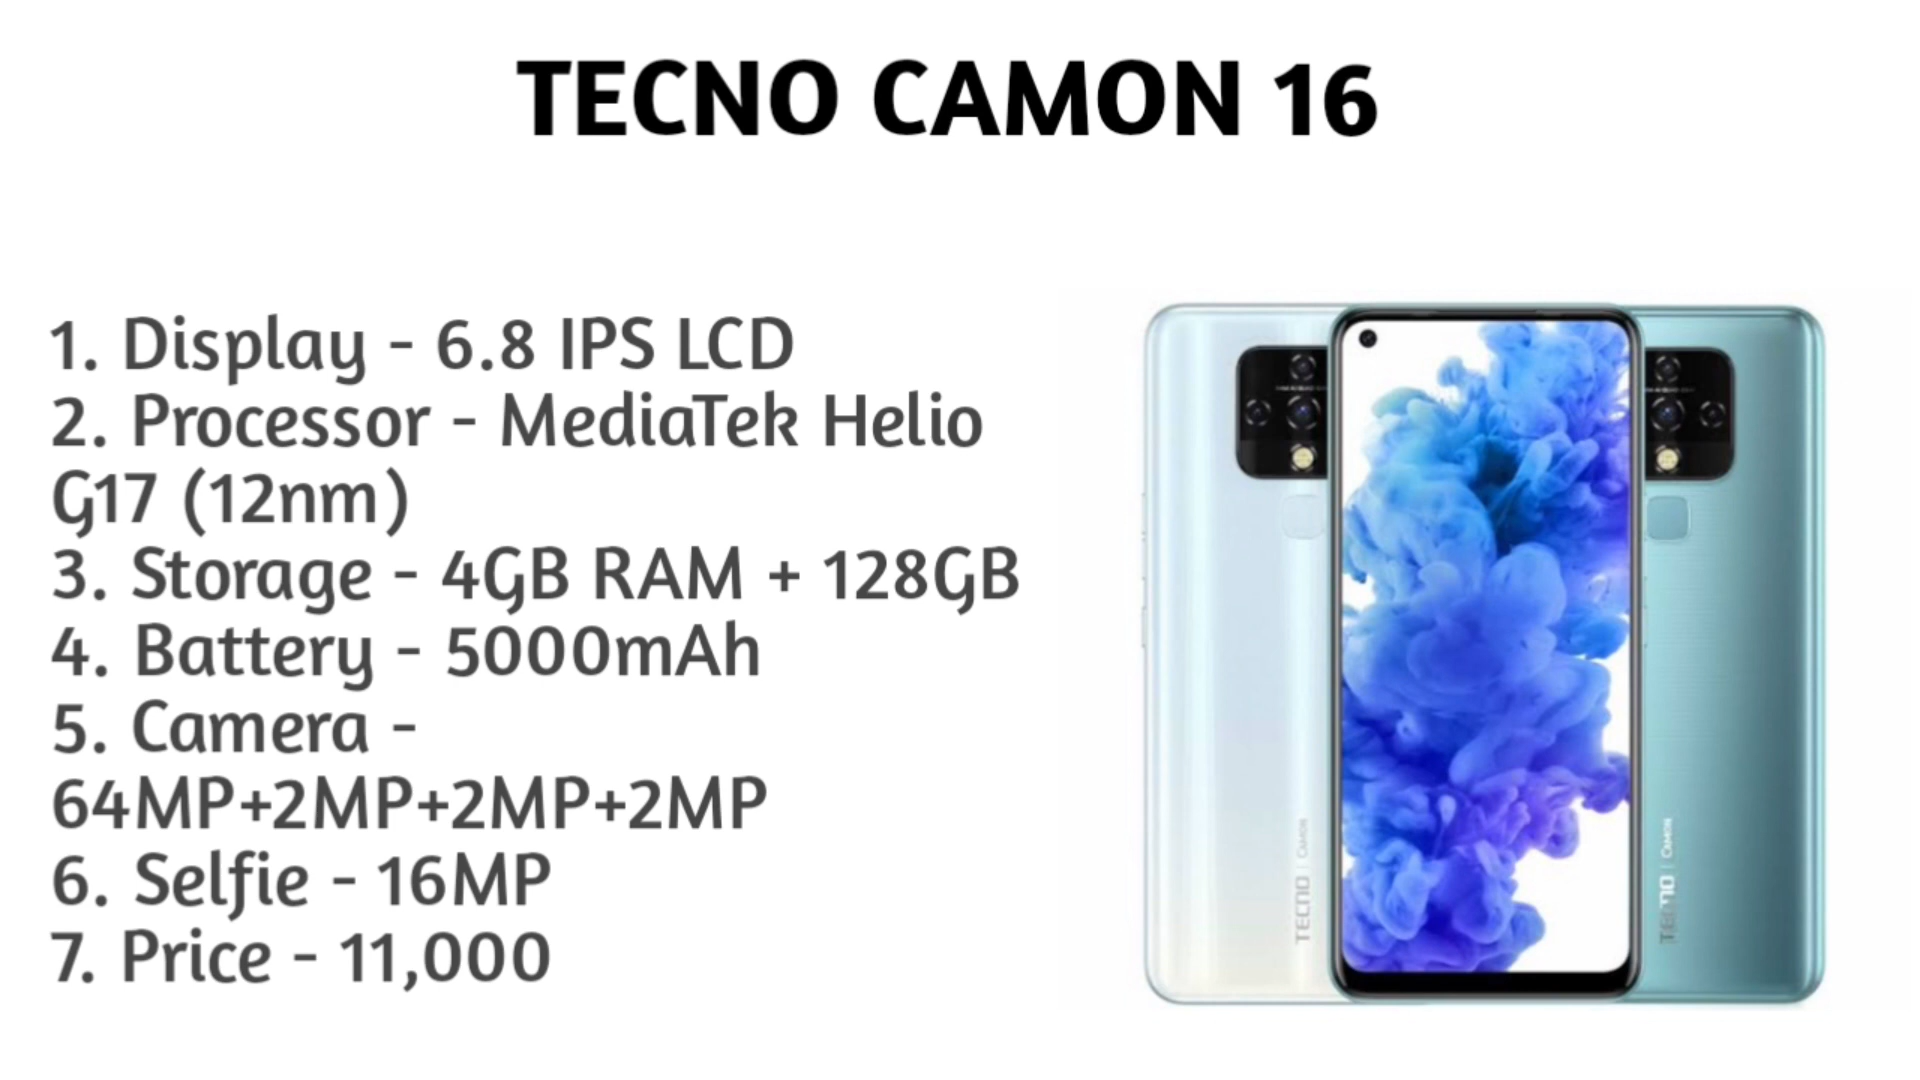 TECNO CAMON 16
1. Display - 6.8 IPS LCD
2. Processor - MediaTek Helio
G17 (12nm)
3. Storage - 4GB RAM + 128GB
4. Battery - 5000mAh
5. Camera -
64MP+2MP+2MP+2MP
6. Selfie - 16MP
7. Price - 11,000
TECNO | CAMON
TECNO | CAMON